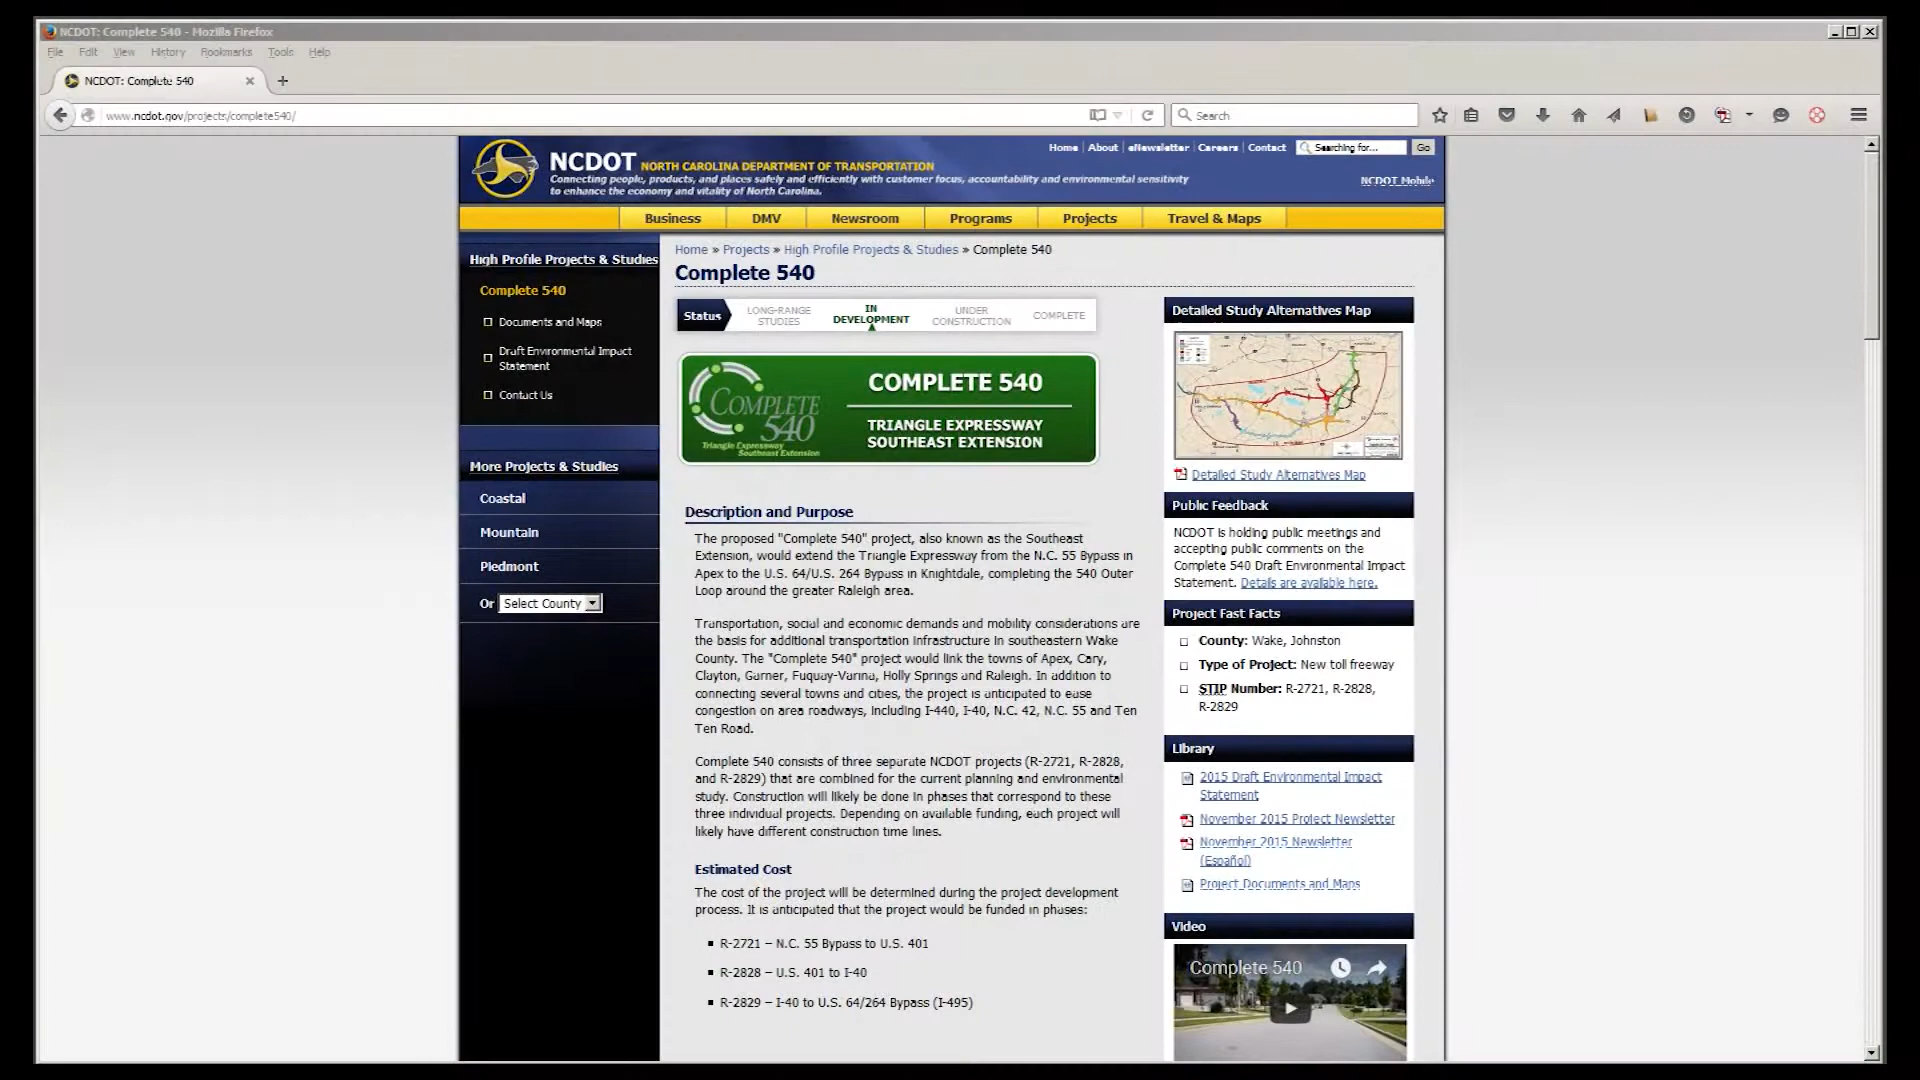 NCDOT: Complete 540 - Mozilla Firefox
File Edit View History Bookmarks Tools Help
NCDOT: Complete 540
www.ncdot.gov/projects/complete540/
Search
NCDOT NORTH CAROLINA DEPARTMENT OF TRANSPORTATION
Connecting people, products, and places safely and efficiently with customer focus, accountability and environmental sensitivity
to enhance the economy and vitality of North Carolina.
Home | About | eNewsletter | Careers | Contact
Searching for... Go
NCDOT Mobile
Business DMV Newsroom Programs Projects Travel & Maps
High Profile Projects & Studies
Complete 540
Documents and Maps
Draft Environmental Impact
Statement
Contact Us
More Projects & Studies
Coastal
Mountain
Piedmont
Or Select County
Home » Projects » High Profile Projects & Studies » Complete 540
Complete 540
Status
LONG-RANGE
STUDIES
IN
DEVELOPMENT
UNDER
CONSTRUCTION
COMPLETE
COMPLETE
540
Triangle Expressway
Southeast Extension
COMPLETE 540
TRIANGLE EXPRESSWAY
SOUTHEAST EXTENSION
Description and Purpose
The proposed "Complete 540" project, also known as the Southeast
Extension, would extend the Triangle Expressway from the N.C. 55 Bypass in
Apex to the U.S. 64/U.S. 264 Bypass in Knightdale, completing the 540 Outer
Loop around the greater Raleigh area.
Transportation, social and economic demands and mobility considerations are
the basis for additional transportation infrastructure in southeastern Wake
County. The "Complete 540" project would link the towns of Apex, Cary,
Clayton, Garner, Fuquay-Varina, Holly Springs and Raleigh. In addition to
connecting several towns and cities, the project is anticipated to ease
congestion on area roadways, including I-440, I-40, N.C. 42, N.C. 55 and Ten
Ten Road.
Complete 540 consists of three separate NCDOT projects (R-2721, R-2828,
and R-2829) that are combined for the current planning and environmental
study. Construction will likely be done in phases that correspond to these
three individual projects. Depending on available funding, each project will
likely have different construction time lines.
Estimated Cost
The cost of the project will be determined during the project development
process. It is anticipated that the project would be funded in phases:
R-2721 – N.C. 55 Bypass to U.S. 401
R-2828 – U.S. 401 to I-40
R-2829 – I-40 to U.S. 64/264 Bypass (I-495)
Detailed Study Alternatives Map
Detailed Study Alternatives Map
Public Feedback
NCDOT is holding public meetings and
accepting public comments on the
Complete 540 Draft Environmental Impact
Statement. Details are available here.
Project Fast Facts
County: Wake, Johnston
Type of Project: New toll freeway
STIP Number: R-2721, R-2828,
R-2829
Library
2015 Draft Environmental Impact
Statement
November 2015 Project Newsletter
November 2015 Newsletter
(Español)
Project Documents and Maps
Video
Complete 540